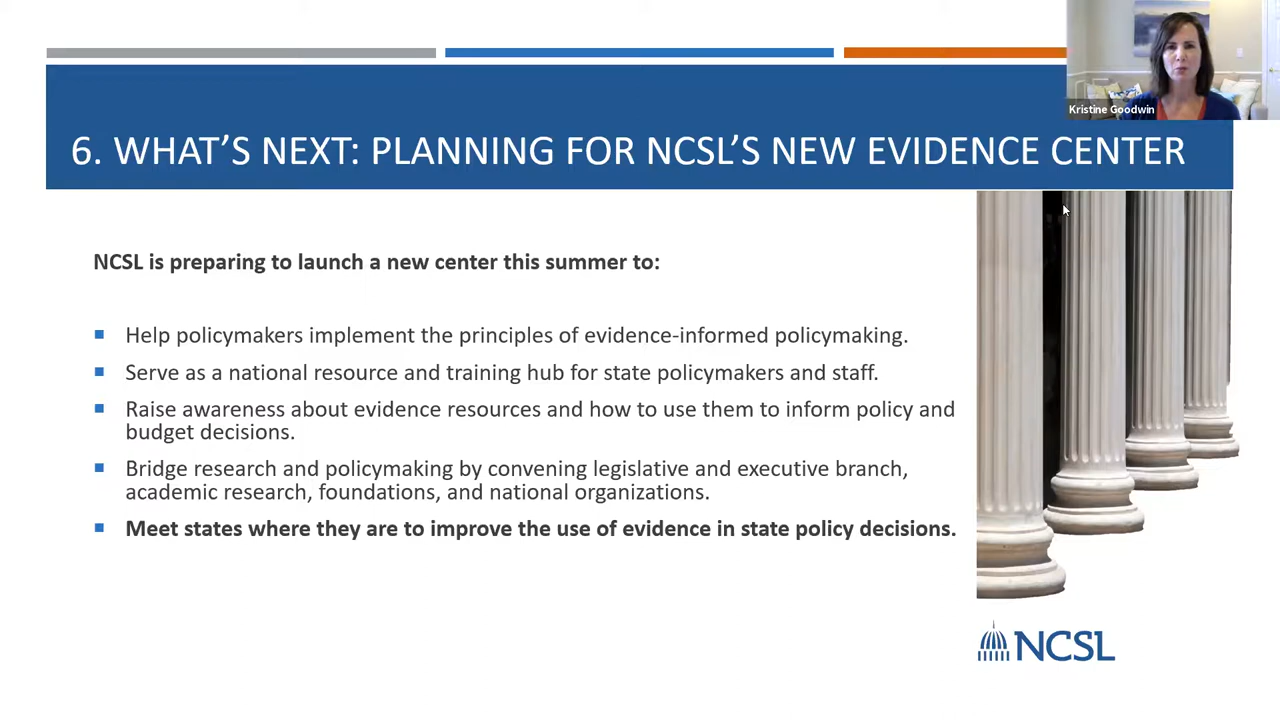 Kristine Goodwin
6. WHAT'S NEXT: PLANNING FOR NCSL'S NEW EVIDENCE CENTER
NCSL is preparing to launch a new center this summer to:
Help policymakers implement the principles of evidence-informed policymaking.
Serve as a national resource and training hub for state policymakers and staff.
Raise awareness about evidence resources and how to use them to inform policy and
budget decisions.
Bridge research and policymaking by convening legislative and executive branch,
academic research, foundations, and national organizations.
Meet states where they are to improve the use of evidence in state policy decisions.
NCSL